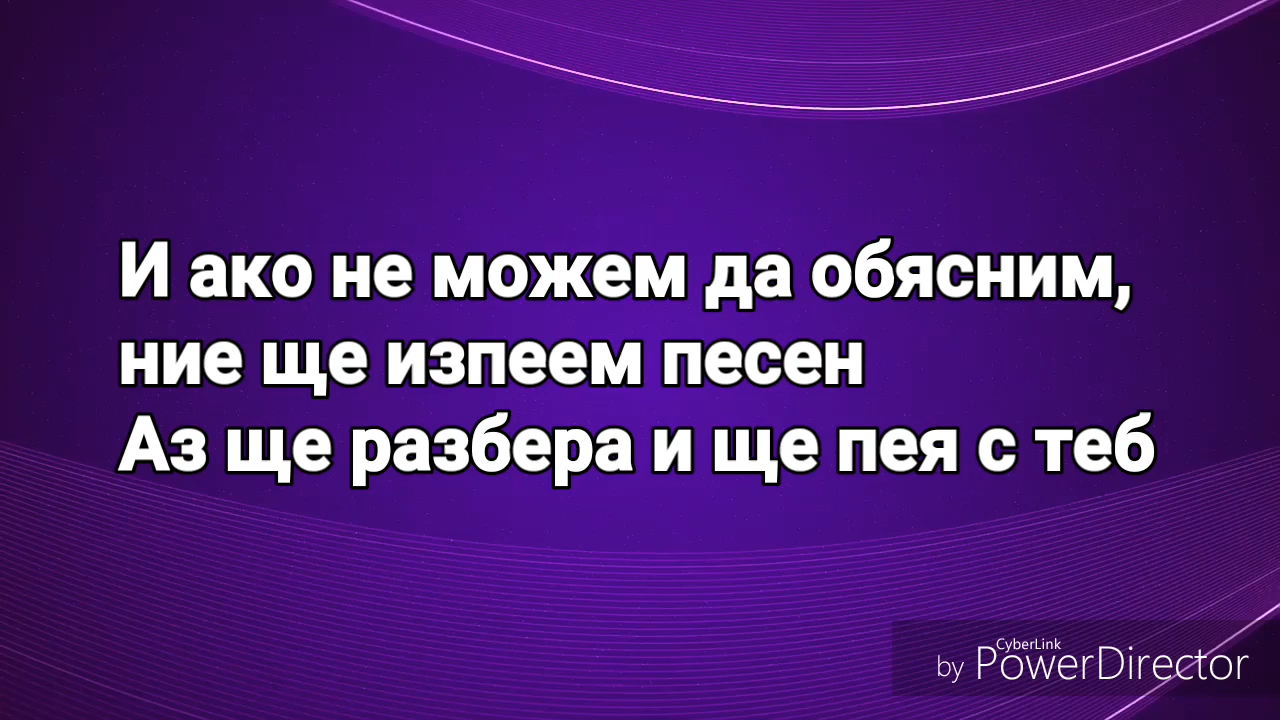 И ако не можем да обясним,
ние ще изпеем песен
Аз ще разбера и ще пея с теб
CyberLink
by PowerDirector